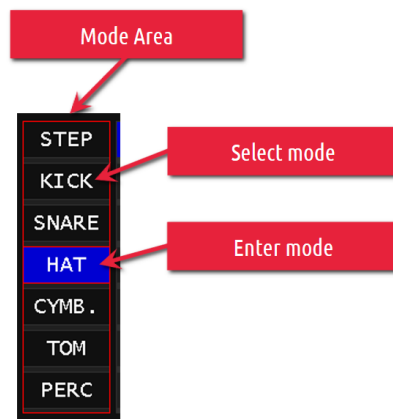 Mode Area
STEP
KICK
Select mode
SNARE
HAT
Enter mode
CYMB.
TOM
PERC